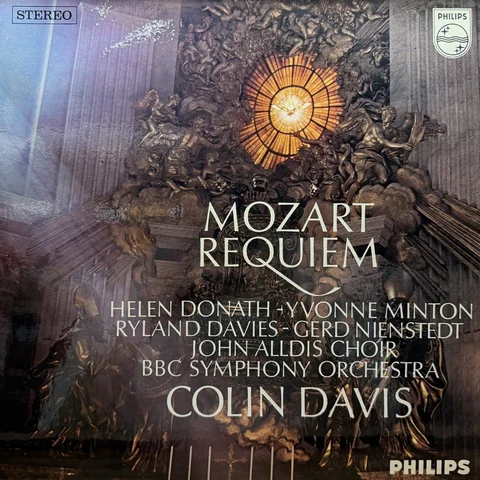 STEREO
PHILIPS
MOZART
REQUIEM
HELEN DONATH - YVONNE MINTON
RYLAND DAVIES - GERD NIENSTEDT
JOHN ALLDIS CHOIR
BBC SYMPHONY ORCHESTRA
COLIN DAVIS
PHILIPS